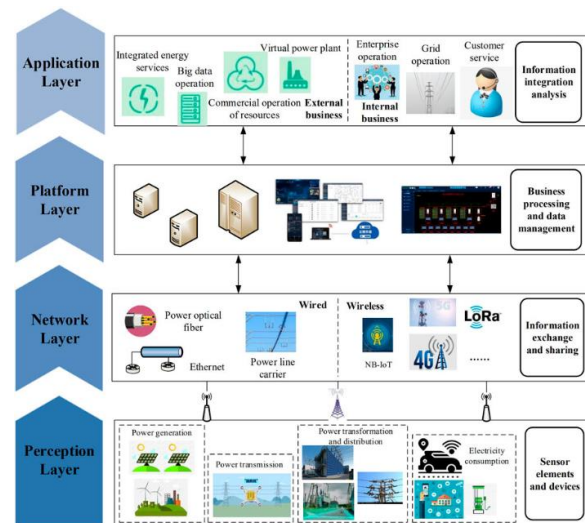 Application
Layer
Integrated energy
services
Big data
operation
Virtual power plant
Commercial operation
of resources
External
business
Enterprise
operation
Internal
business
Grid
operation
Customer
service
Information
integration
analysis
Platform
Layer
Business
processing
and data
management
Network
Layer
Power optical
fiber
Ethernet
Wired
Power line
carrier
Wireless
NB-IoT
5G
LoRa
4G
......
Information
exchange
and sharing
Perception
Layer
Power generation
Power transmission
Power transformation
and distribution
Electricity
consumption
Sensor
elements
and devices